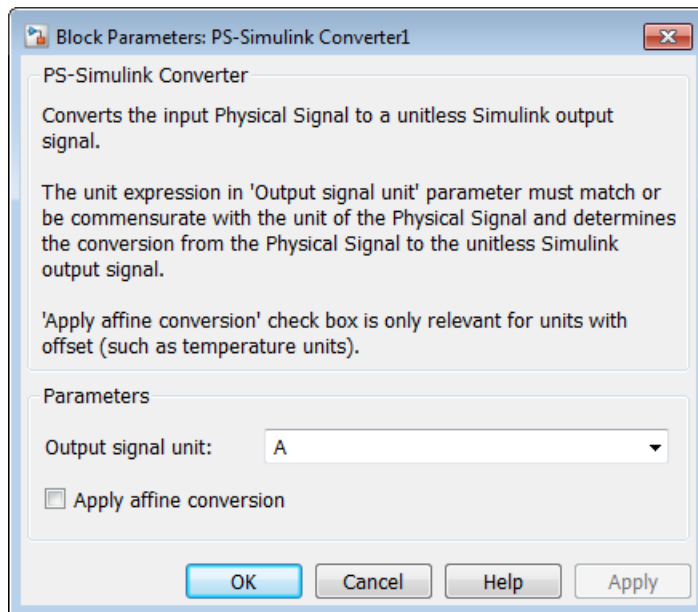 Block Parameters: PS-Simulink Converter1
PS-Simulink Converter
Converts the input Physical Signal to a unitless Simulink output
signal.
The unit expression in 'Output signal unit' parameter must match or
be commensurate with the unit of the Physical Signal and determines
the conversion from the Physical Signal to the unitless Simulink
output signal.
'Apply affine conversion' check box is only relevant for units with
offset (such as temperature units).
Parameters
Output signal unit: A
Apply affine conversion
OK Cancel Help Apply